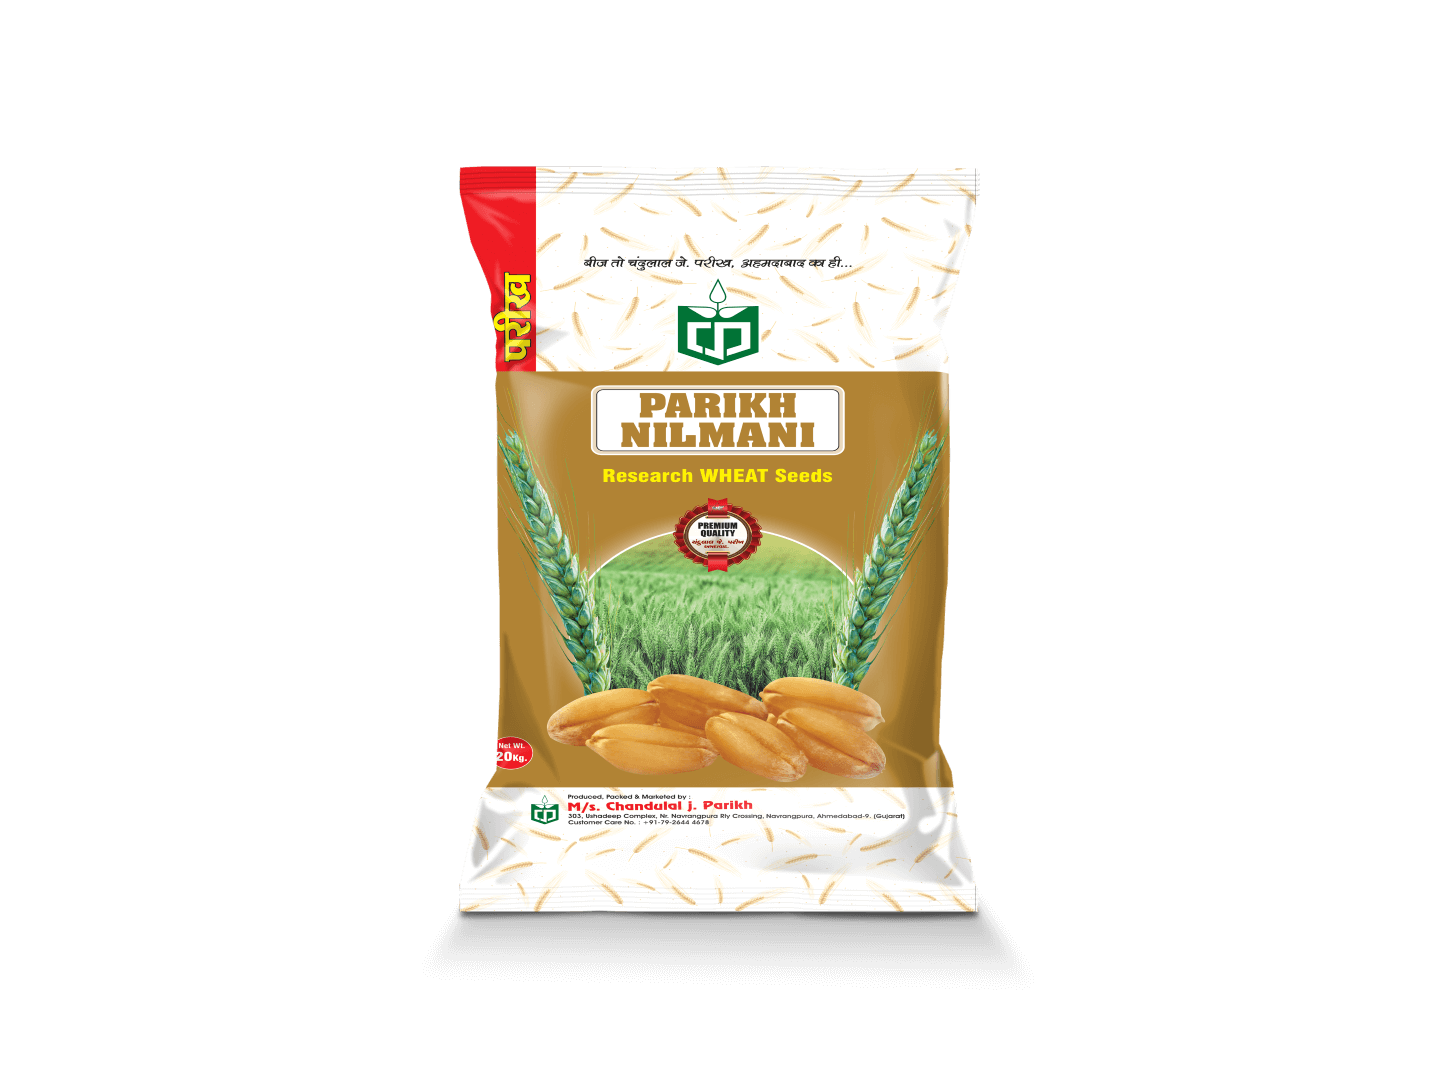 परीख
बीज तो चंदुलाल जे. परीख, अहमदाबाद का ही...
PARIKH
NILMANI
Research WHEAT Seeds
PREMIUM
QUALITY
ચંદુલાલ જે. પરીખ
Net Wt.
20Kg.
Produced, Packed & Marketed by :
M/s. Chandulal j. Parikh
303, Ushadeep Complex, Nr. Navrangpura Rly Crossing, Navrangpura, Ahmedabad-9. (Gujarat)
Customer Care No. : +91-79-2644 4678